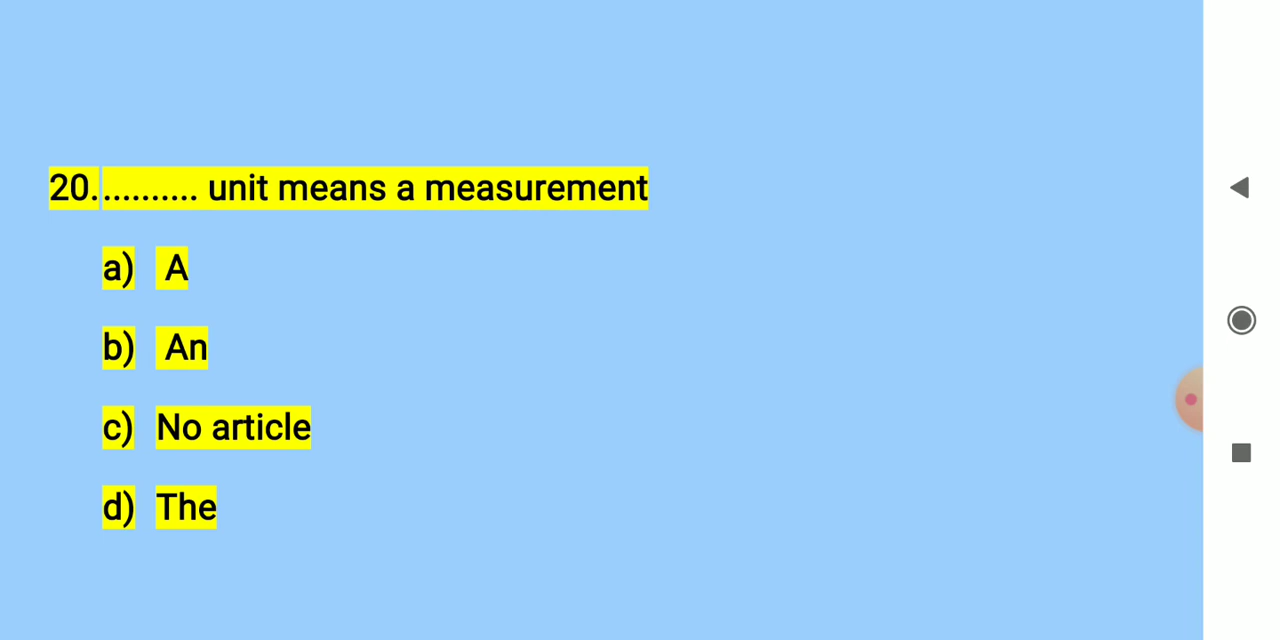 20........... unit means a measurement
a) A
b) An
c) No article
d) The